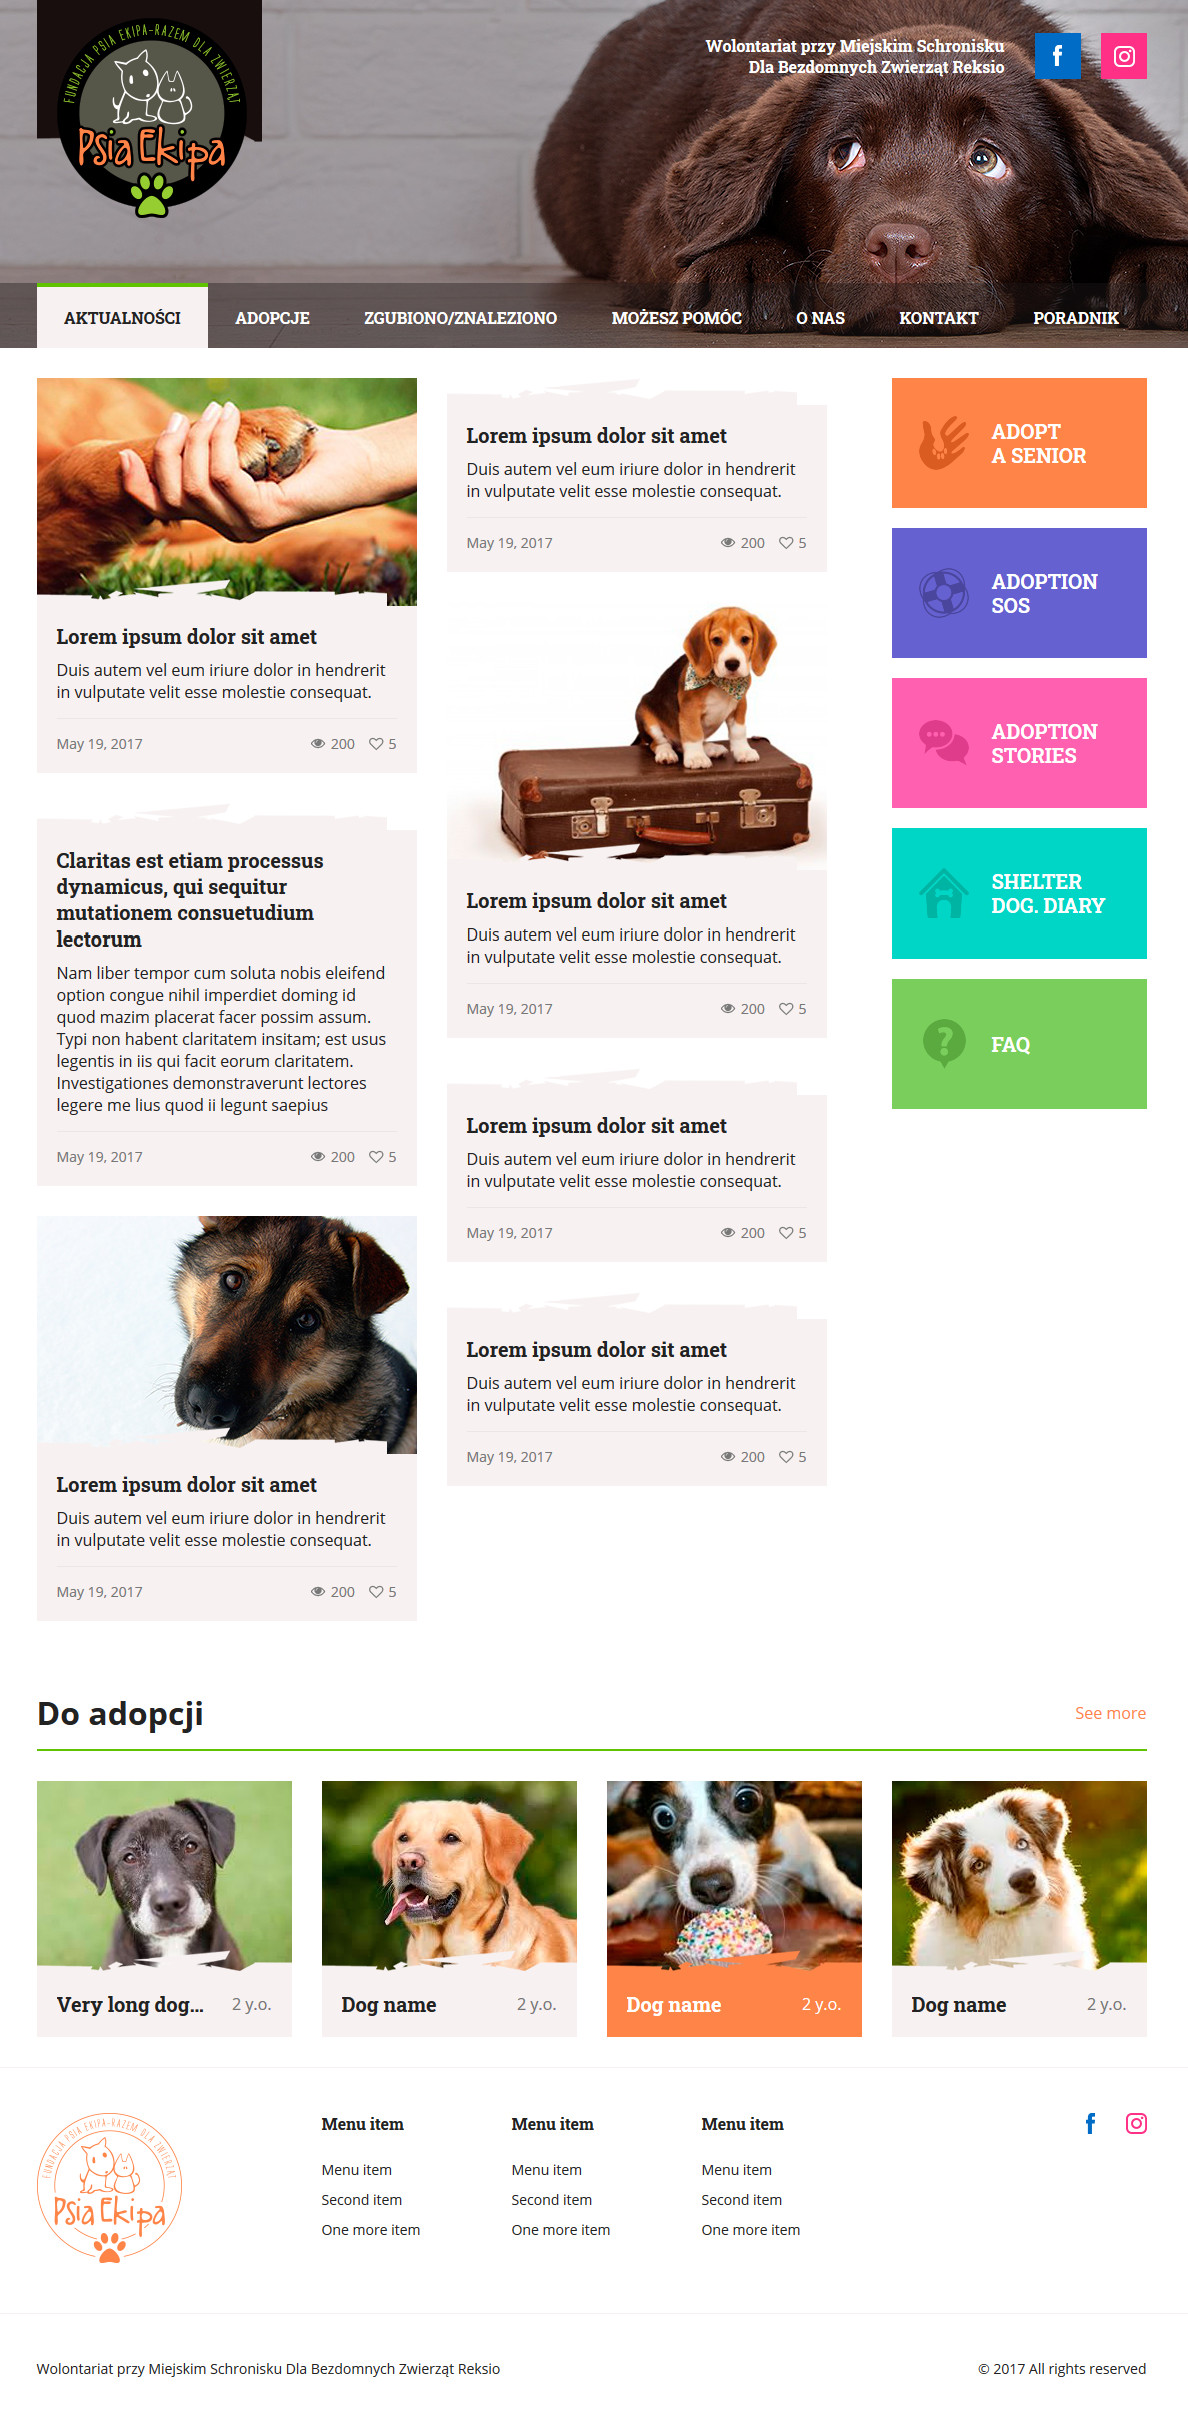 FUNDACJA PSIA EKIPA-RAZEM DLA ZWIERZĄT
Psia Ekipa
Wolontariat przy Miejskim Schronisku
Dla Bezdomnych Zwierząt Reksio
AKTUALNOŚCI
ADOPCJE
ZGUBIONO/ZNALEZIONO
MOŻESZ POMÓC
O NAS
KONTAKT
PORADNIK
Lorem ipsum dolor sit amet
Duis autem vel eum iriure dolor in hendrerit
in vulputate velit esse molestie consequat.
May 19, 2017
200
5
Claritas est etiam processus
dynamicus, qui sequitur
mutationem consuetudium
lectorum
Nam liber tempor cum soluta nobis eleifend
option congue nihil imperdiet doming id
quod mazim placerat facer possim assum.
Typi non habent claritatem insitam; est usus
legentis in iis qui facit eorum claritatem.
Investigationes demonstraverunt lectores
legere me lius quod ii legunt saepius
May 19, 2017
200
5
Lorem ipsum dolor sit amet
Duis autem vel eum iriure dolor in hendrerit
in vulputate velit esse molestie consequat.
May 19, 2017
200
5
Lorem ipsum dolor sit amet
Duis autem vel eum iriure dolor in hendrerit
in vulputate velit esse molestie consequat.
May 19, 2017
200
5
Lorem ipsum dolor sit amet
Duis autem vel eum iriure dolor in hendrerit
in vulputate velit esse molestie consequat.
May 19, 2017
200
5
Lorem ipsum dolor sit amet
Duis autem vel eum iriure dolor in hendrerit
in vulputate velit esse molestie consequat.
May 19, 2017
200
5
Lorem ipsum dolor sit amet
Duis autem vel eum iriure dolor in hendrerit
in vulputate velit esse molestie consequat.
May 19, 2017
200
5
ADOPT
A SENIOR
ADOPTION
SOS
ADOPTION
STORIES
SHELTER
DOG. DIARY
FAQ
Do adopcji
See more
Very long dog...
2 y.o.
Dog name
2 y.o.
Dog name
2 y.o.
Dog name
2 y.o.
FUNDACJA PSIA EKIPA-RAZEM DLA ZWIERZĄT
Psia Ekipa
Menu item
Menu item
Second item
One more item
Menu item
Menu item
Second item
One more item
Menu item
Menu item
Second item
One more item
Wolontariat przy Miejskim Schronisku Dla Bezdomnych Zwierząt Reksio
© 2017 All rights reserved